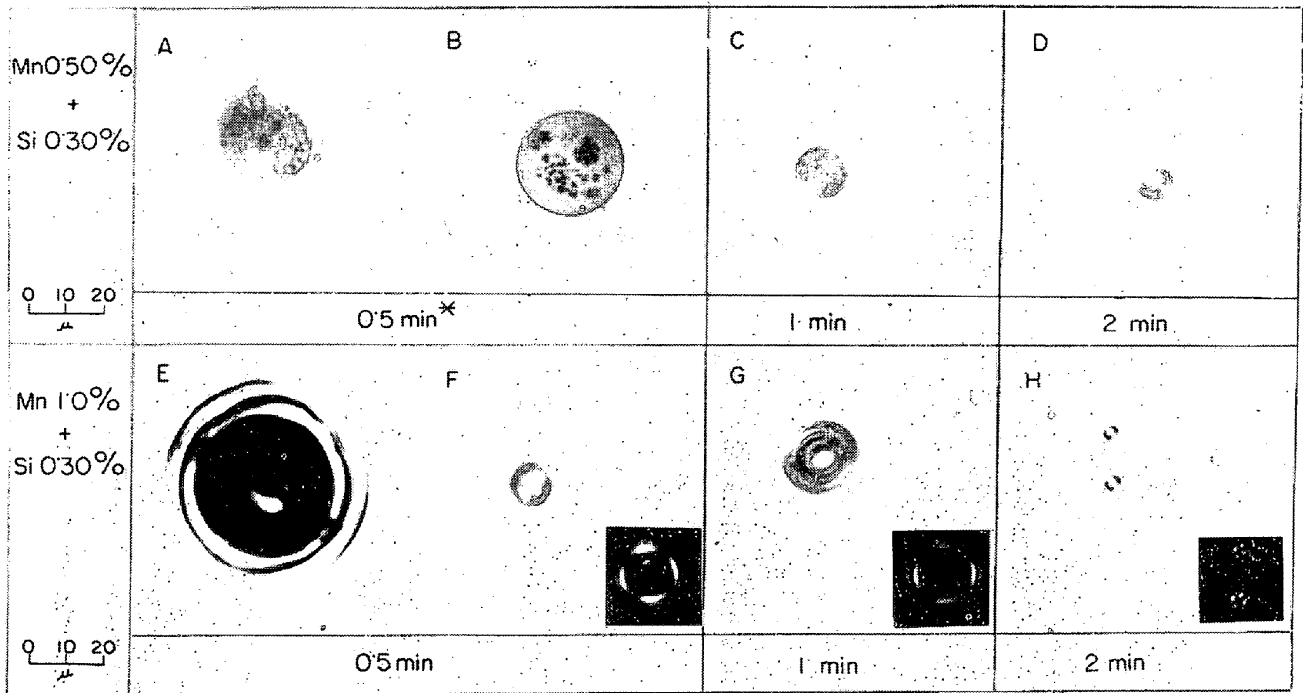 A B C D
Mn0·50%
+
Si 0·30%
0 10 20
μ
0·5 min* 1 min 2 min
E F G H
Mn 1·0%
+
Si 0·30%
0 10 20
μ
0·5 min 1 min 2 min